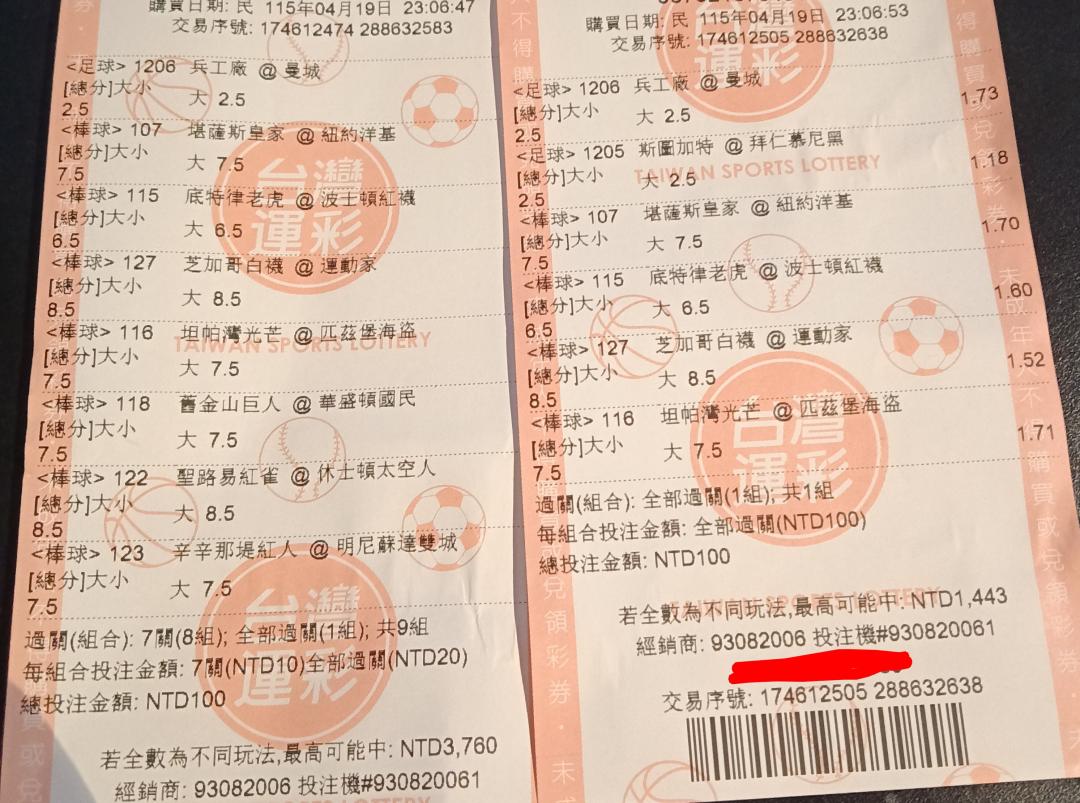 購買日期: 民 115年04月19日 23:06:47
交易序號: 174612474 288632583
<足球> 1206 兵工廠 @ 曼城
[總分]大小 大 2.5
2.5
<棒球> 107 堪薩斯皇家 @ 紐約洋基
[總分]大小 大 7.5
7.5
<棒球> 115 底特律老虎 @ 波士頓紅襪
[總分]大小 大 6.5
6.5
<棒球> 127 芝加哥白襪 @ 運動家
[總分]大小 大 8.5
8.5
<棒球> 116 坦帕灣光芒 @ 匹茲堡海盜
[總分]大小 大 7.5
7.5
<棒球> 118 舊金山巨人 @ 華盛頓國民
[總分]大小 大 7.5
7.5
<棒球> 122 聖路易紅雀 @ 休士頓太空人
[總分]大小 大 8.5
8.5
<棒球> 123 辛辛那堤紅人 @ 明尼蘇達雙城
[總分]大小 大 7.5
7.5
過關(組合): 7關(8組); 全部過關(1組); 共9組
每組合投注金額: 7關(NTD10)全部過關(NTD20)
總投注金額: NTD100
若全數為不同玩法,最高可能中: NTD3,760
經銷商: 93082006 投注機#930820061
台灣運彩
TAIWAN SPORTS LOTTERY
台灣運彩
購買日期: 民 115年04月19日 23:06:53
交易序號: 174612505 288632638
<足球> 1206 兵工廠 @ 曼城
[總分]大小 大 2.5 1.73
2.5
<足球> 1205 斯圖加特 @ 拜仁慕尼黑
[總分]大小 大 2.5 1.18
2.5
<棒球> 107 堪薩斯皇家 @ 紐約洋基
[總分]大小 大 7.5 1.70
7.5
<棒球> 115 底特律老虎 @ 波士頓紅襪
[總分]大小 大 6.5 1.60
6.5
<棒球> 127 芝加哥白襪 @ 運動家
[總分]大小 大 8.5 1.52
8.5
<棒球> 116 坦帕灣光芒 @ 匹茲堡海盜
[總分]大小 大 7.5 1.71
7.5
過關(組合): 全部過關(1組); 共1組
每組合投注金額: 全部過關(NTD100)
總投注金額: NTD100
若全數為不同玩法,最高可能中: NTD1,443
經銷商: 93082006 投注機#930820061
交易序號: 174612505 288632638
運彩
TAIWAN SPORTS LOTTERY
台灣運彩
TAIWAN SPORTS LOTTERY